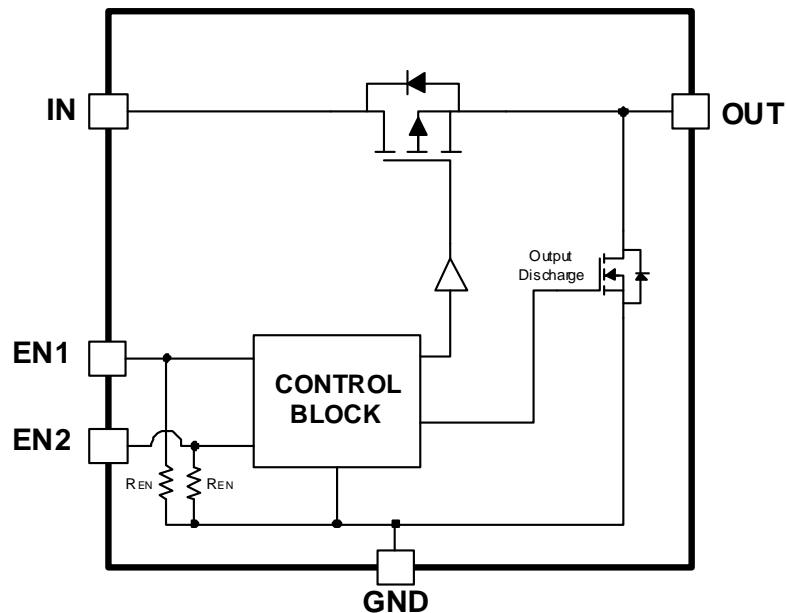 IN
OUT
Output
Discharge
EN1
CONTROL
BLOCK
EN2
REN
REN
GND